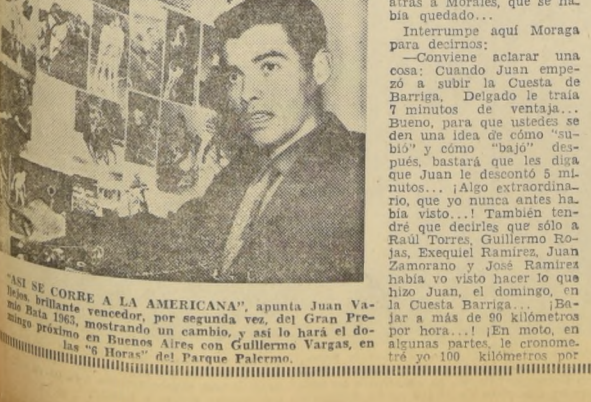 atrás a Morales, que se ha-
bía quedado...
Interrumpe aquí Moraga
para decirnos:
—Conviene aclarar una
cosa: Cuando Juan empe-
zó a subir la Cuesta de
Barriga, Delgado le traía
7 minutos de ventaja...
Bueno, para que ustedes se
den una idea de cómo "su-
bió" y cómo "bajó" des-
pués, bastará que les diga
que Juan le descontó 5 mi-
nutos... ¡Algo extraordina-
rio, que yo nunca antes ha-
bía visto...! También ten-
dré que decirles que sólo a
Raúl Torres, Guillermo Ro-
jas, Exequiel Ramírez, Juan
Zamorano y José Ramírez
había yo visto hacer lo que
hizo Juan, el domingo, en
la Cuesta Barriga... ¡Ba-
jar a más de 90 kilómetros
por hora...! ¡En moto, en
algunas partes, le cronome-
tré yo 100 kilómetros por
"ASI SE CORRE A LA AMERICANA", apunta Juan Va-
llejos, brillante vencedor, por segunda vez, del Gran Pre-
mio Bata 1963, mostrando un cambio, y así lo hará el do-
mingo próximo en Buenos Aires con Guillermo Vargas, en
las "6 Horas" del Parque Palermo.